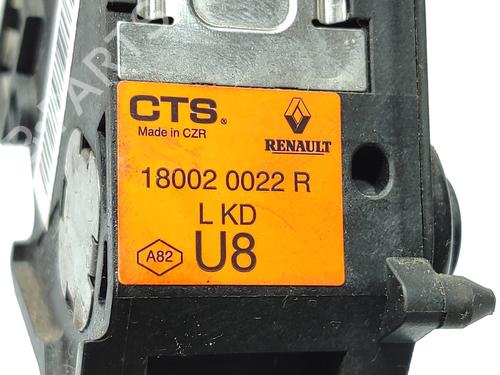 CTS®
Made in CZR
RENAULT
18002 0022 R
L KD
A82
U8